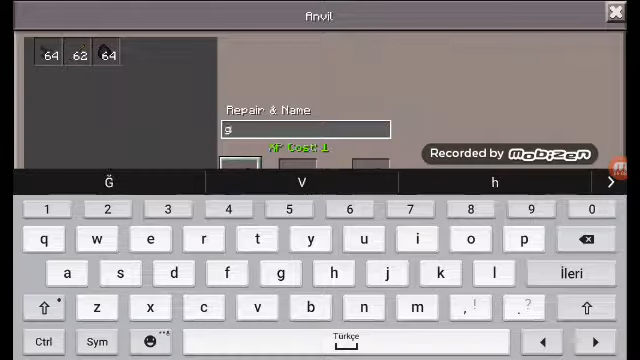 Anvil
64 62 64
Repair & Name
g
XP Cost: 1
Recorded by mobizen
Ğ V h
1 2 3 4 5 6 7 8 9 0
q w e r t y u i o p
a s d f g h j k l İleri
z x c v b n m , ! . ?
Ctrl Sym Türkçe